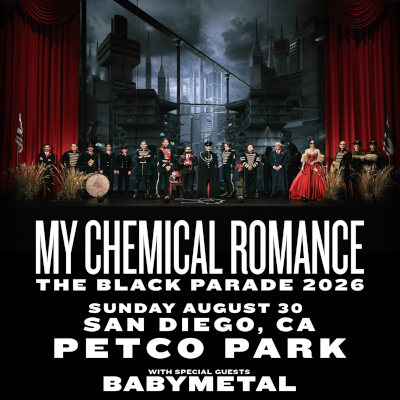 MY CHEMICAL ROMANCE
THE BLACK PARADE 2026
SUNDAY AUGUST 30
SAN DIEGO, CA
PETCO PARK
WITH SPECIAL GUESTS
BABYMETAL